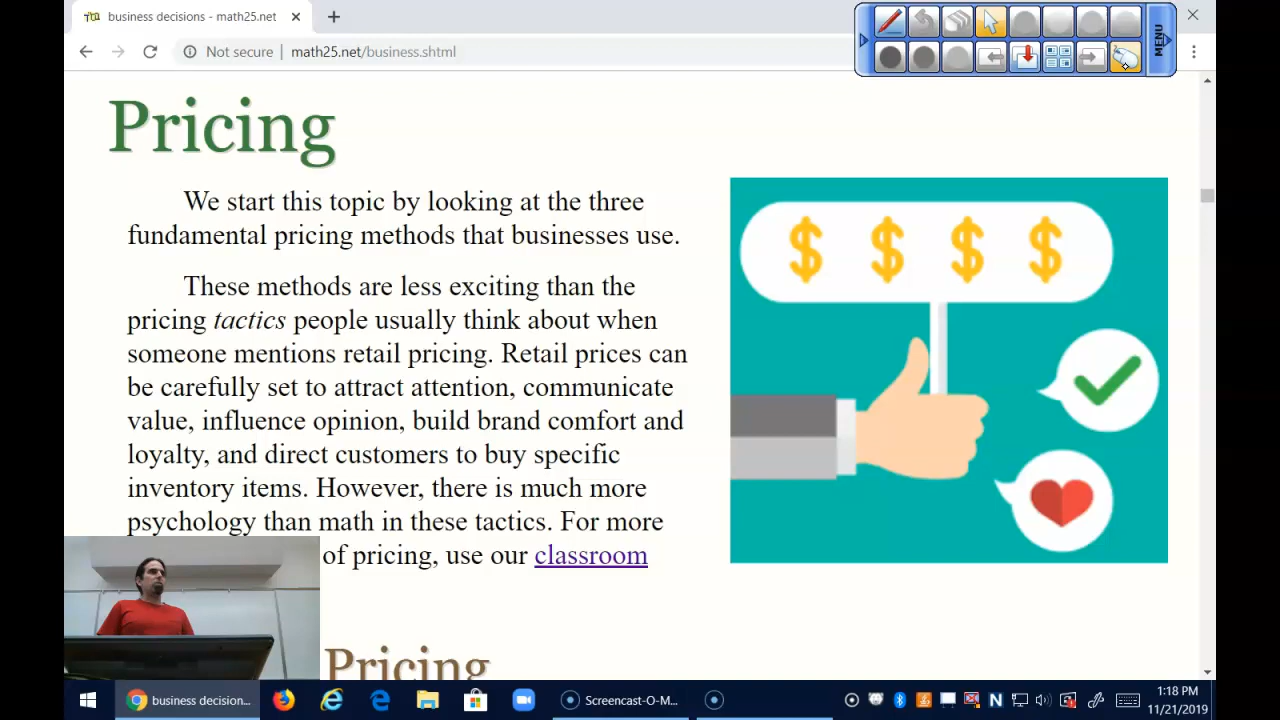 business decisions - math25.net
Not secure
math25.net/business.shtml
MENU
Pricing
We start this topic by looking at the three
fundamental pricing methods that businesses use.
These methods are less exciting than the
pricing tactics people usually think about when
someone mentions retail pricing. Retail prices can
be carefully set to attract attention, communicate
value, influence opinion, build brand comfort and
loyalty, and direct customers to buy specific
inventory items. However, there is much more
psychology than math in these tactics. For more
of pricing, use our classroom
Pricing
$ $ $ $
business decision...
Screencast-O-M...
1:18 PM
11/21/2019